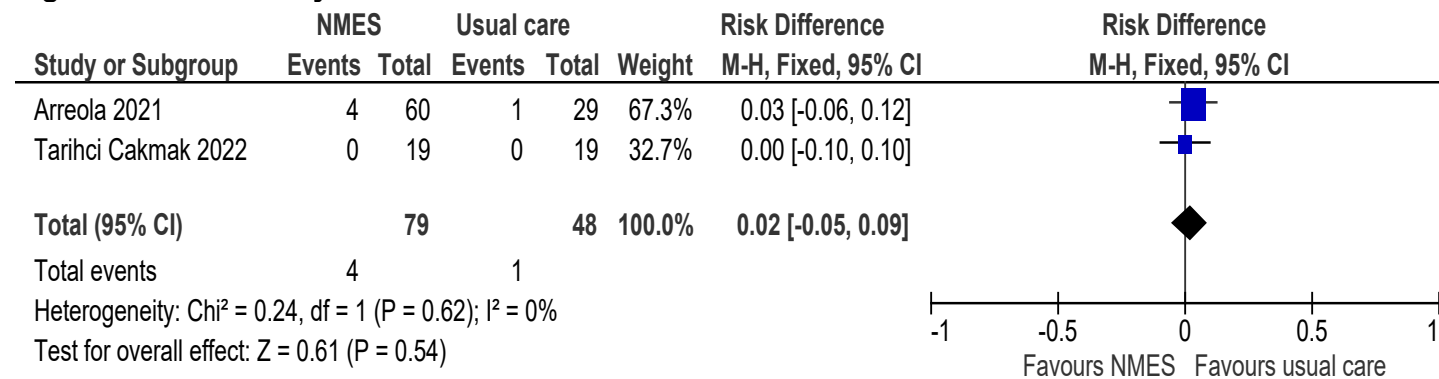 NMES Usual care Risk Difference Risk Difference
Study or Subgroup Events Total Events Total Weight M-H, Fixed, 95% CI M-H, Fixed, 95% CI
Arreola 2021 4 60 1 29 67.3% 0.03 [-0.06, 0.12]
Tarihci Cakmak 2022 0 19 0 19 32.7% 0.00 [-0.10, 0.10]
Total (95% CI) 79 48 100.0% 0.02 [-0.05, 0.09]
Total events 4 1
Heterogeneity: Chi² = 0.24, df = 1 (P = 0.62); I² = 0%
Test for overall effect: Z = 0.61 (P = 0.54)
-1 -0.5 0 0.5 1
Favours NMES Favours usual care